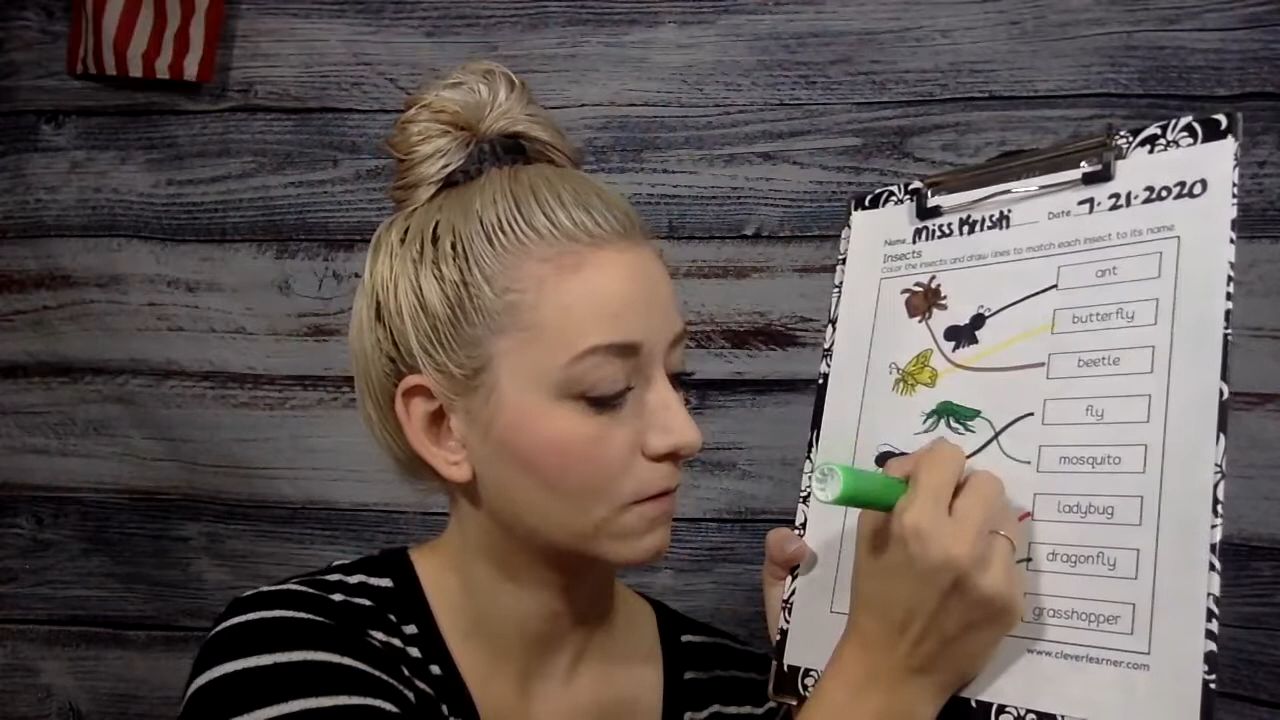 Name Miss Kristi Date 7.21.2020
Insects
Color the insects and draw lines to match each insect to its name.
ant
butterfly
beetle
fly
mosquito
ladybug
dragonfly
grasshopper
www.cleverlearner.com